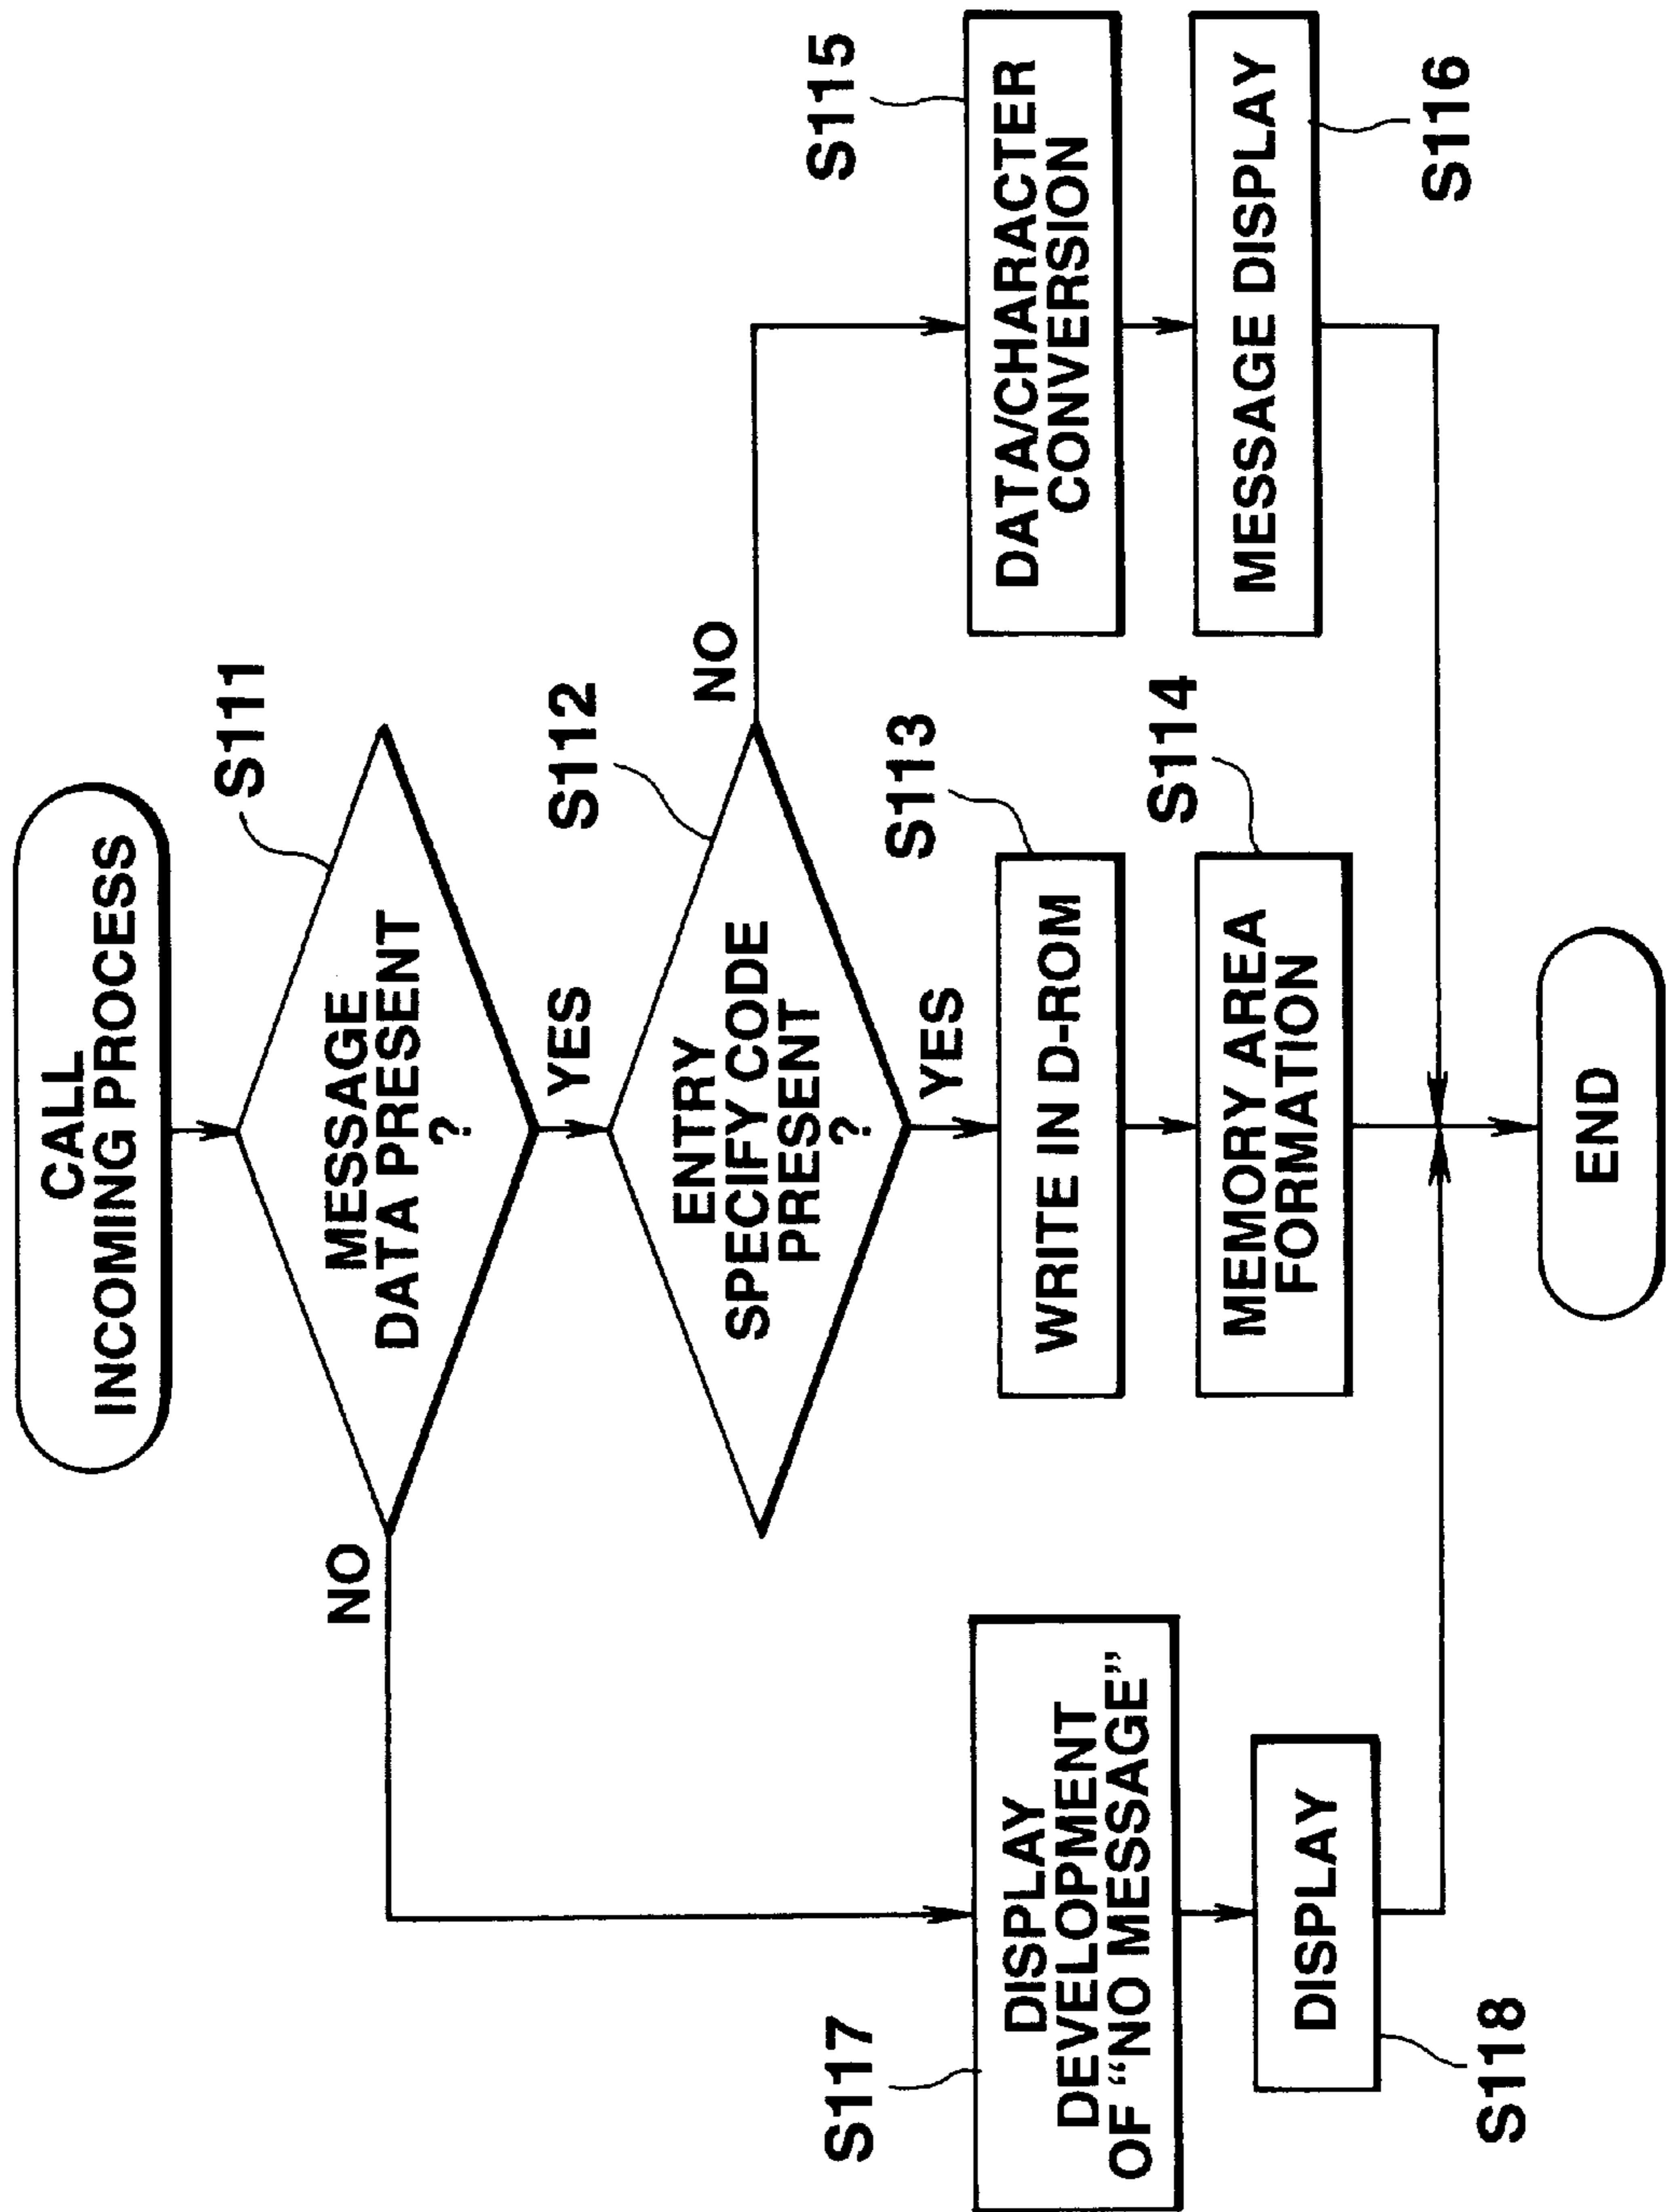 CALL
INCOMING PROCESS
S111
MESSAGE
DATA PRESENT
?
NO
YES
S112
ENTRY
SPECIFY CODE
PRESENT
?
NO
YES
S113
WRITE IN D-ROM
S114
MEMORY AREA
FORMATION
S115
DATA/CHARACTER
CONVERSION
MESSAGE DISPLAY
S116
S117
DISPLAY
DEVELOPMENT
OF “NO MESSAGE”
DISPLAY
S118
END